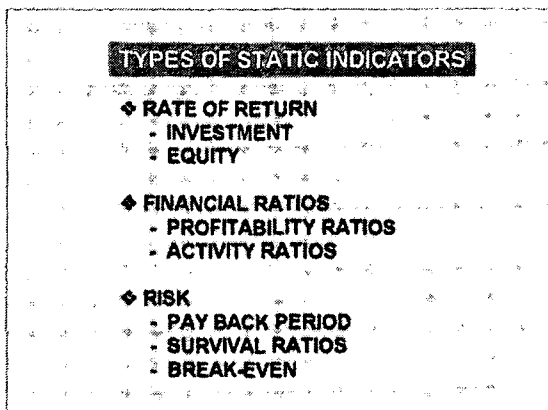 TYPES OF STATIC INDICATORS
❖ RATE OF RETURN
- INVESTMENT
- EQUITY
❖ FINANCIAL RATIOS
- PROFITABILITY RATIOS
- ACTIVITY RATIOS
❖ RISK
- PAY BACK PERIOD
- SURVIVAL RATIOS
- BREAK-EVEN